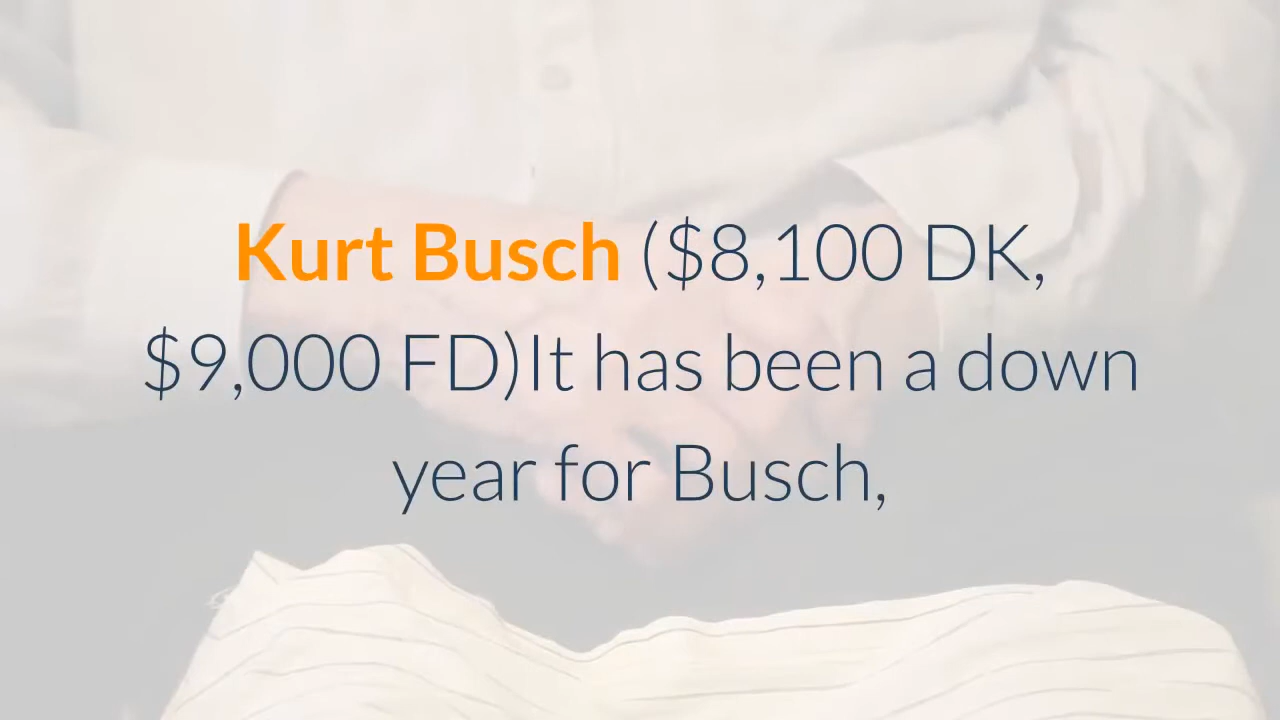 Kurt Busch ($8,100 DK,
$9,000 FD)It has been a down
year for Busch,